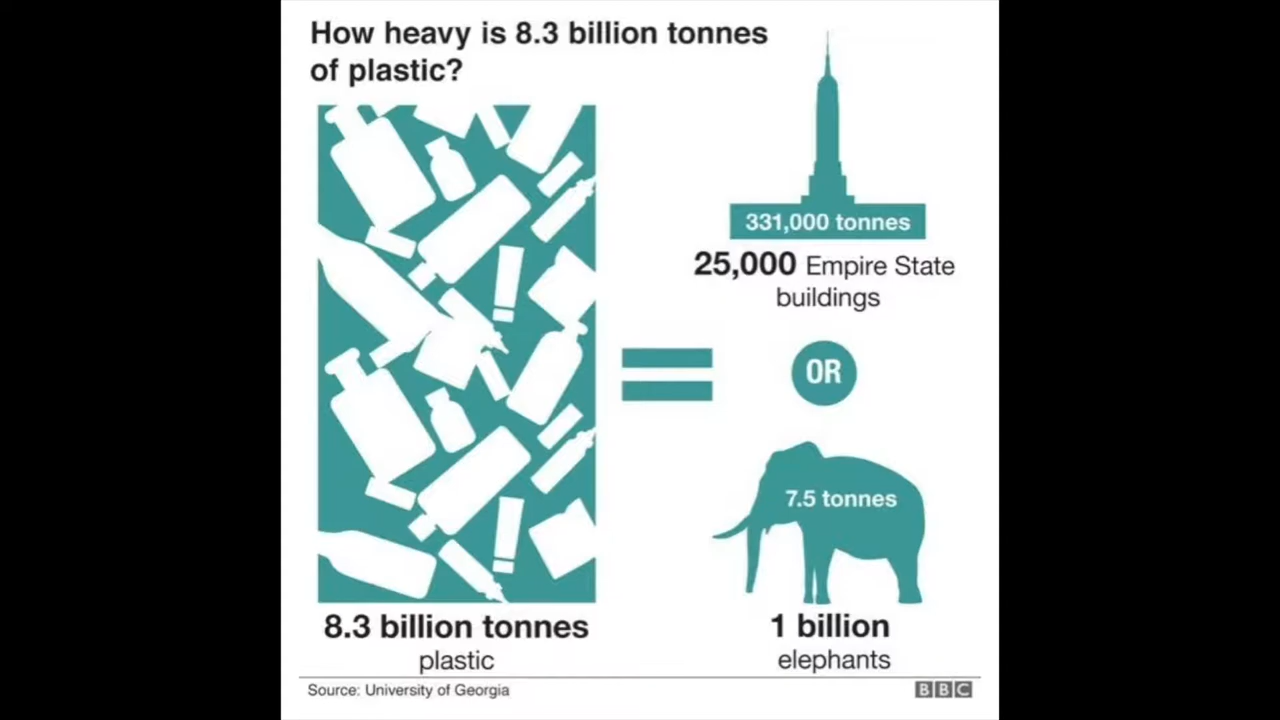 How heavy is 8.3 billion tonnes
of plastic?
331,000 tonnes
25,000 Empire State
buildings
OR
7.5 tonnes
8.3 billion tonnes
plastic
1 billion
elephants
Source: University of Georgia
BBC